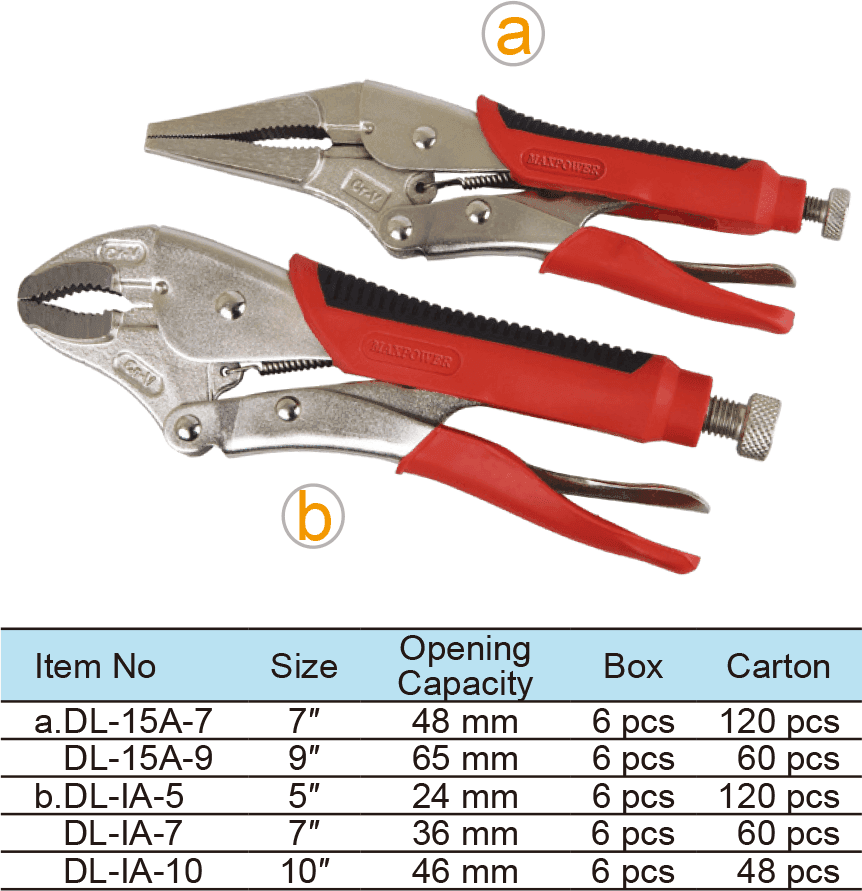 a
MAXPOWER
Cr-V
Cr-V
MAXPOWER
Cr-V
b
Item No Size Opening Capacity Box Carton
a.DL-15A-7 7″ 48 mm 6 pcs 120 pcs
DL-15A-9 9″ 65 mm 6 pcs 60 pcs
b.DL-IA-5 5″ 24 mm 6 pcs 120 pcs
DL-IA-7 7″ 36 mm 6 pcs 60 pcs
DL-IA-10 10″ 46 mm 6 pcs 48 pcs